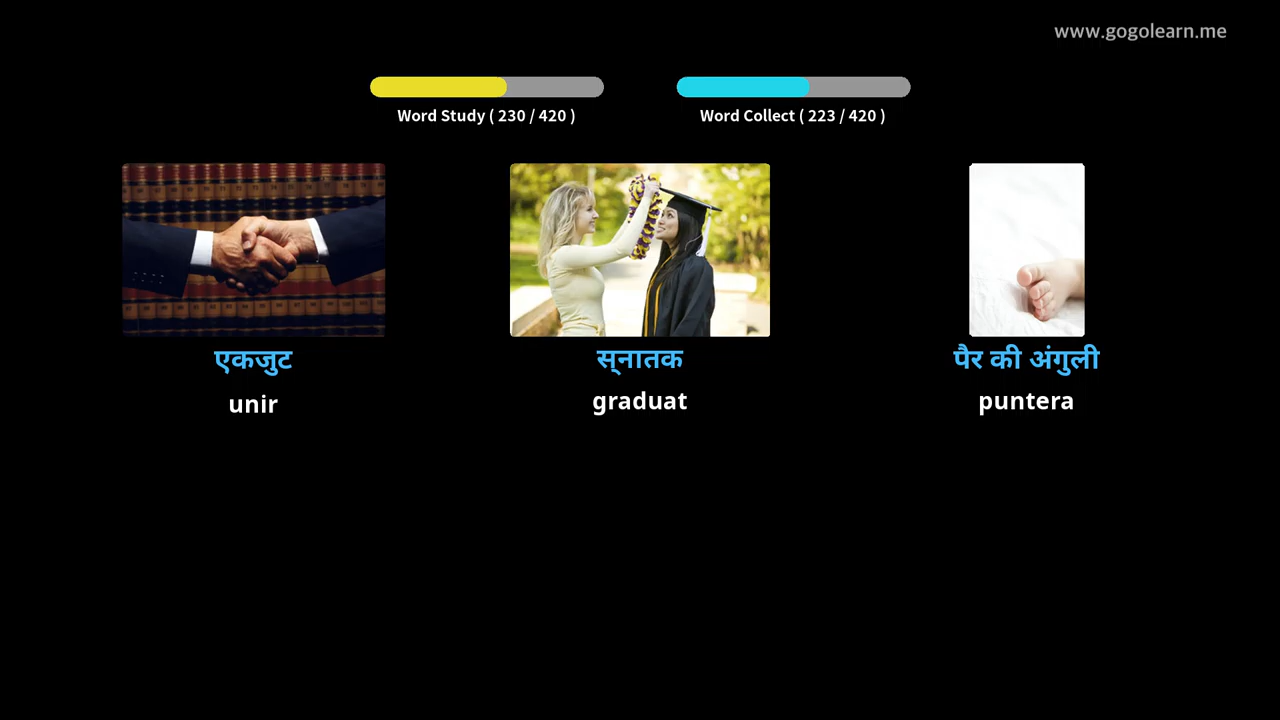 www.gogolearn.me
Word Study ( 230 / 420 )
Word Collect ( 223 / 420 )
एकजुट
स्नातक
पैर की अंगुली
unir
graduat
puntera